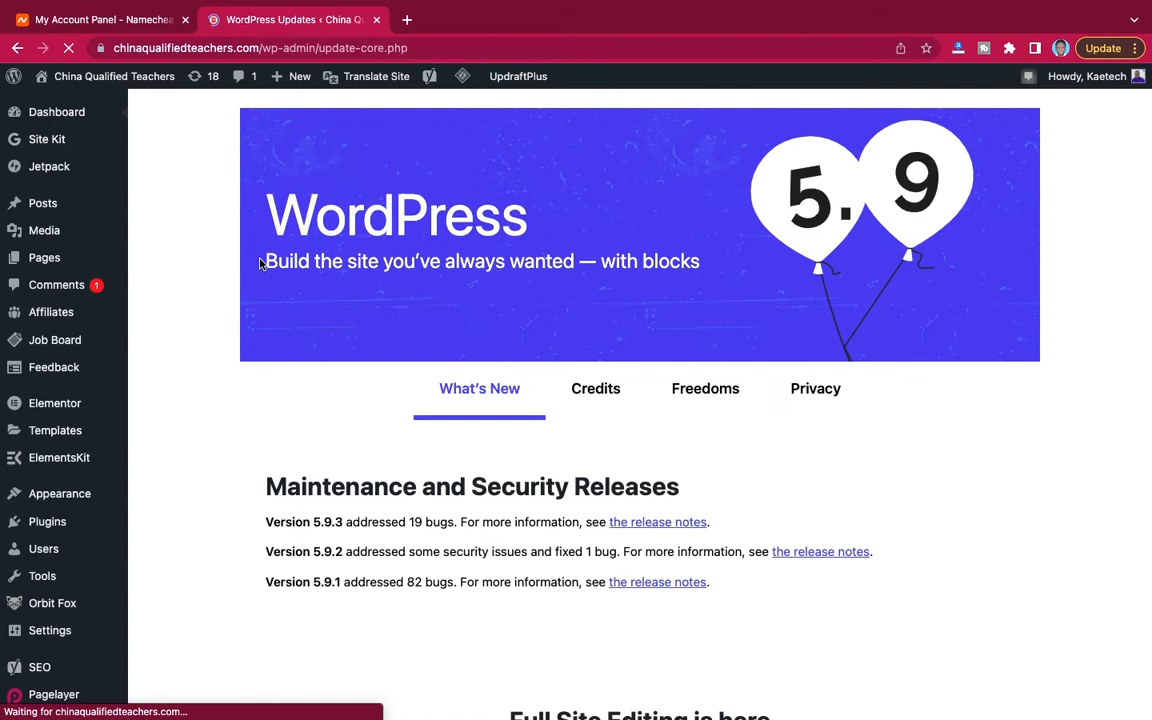 My Account Panel - Namechea
WordPress Updates ‹ China Qu
chinaqualifiedteachers.com/wp-admin/update-core.php
Update
China Qualified Teachers
18
1
New
Translate Site
UpdraftPlus
Howdy, Kaetech
Dashboard
Site Kit
Jetpack
Posts
Media
Pages
Comments 1
Affiliates
Job Board
Feedback
Elementor
Templates
ElementsKit
Appearance
Plugins
Users
Tools
Orbit Fox
Settings
SEO
Pagelayer
Waiting for chinaqualifiedteachers.com...
WordPress
Build the site you've always wanted — with blocks
5.9
What's New
Credits
Freedoms
Privacy
Maintenance and Security Releases
Version 5.9.3 addressed 19 bugs. For more information, see the release notes.
Version 5.9.2 addressed some security issues and fixed 1 bug. For more information, see the release notes.
Version 5.9.1 addressed 82 bugs. For more information, see the release notes.
Full Site Editing is here